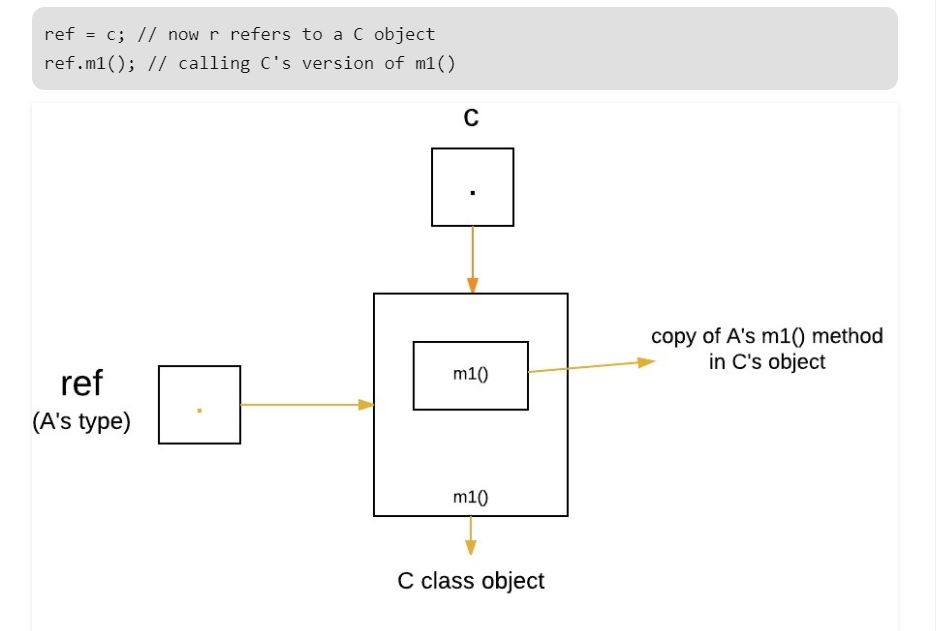 ref = c; // now r refers to a C object
ref.m1(); // calling C's version of m1()
C
copy of A's m1() method
in C's object
m1()
ref
(A's type)
m1()
C class object